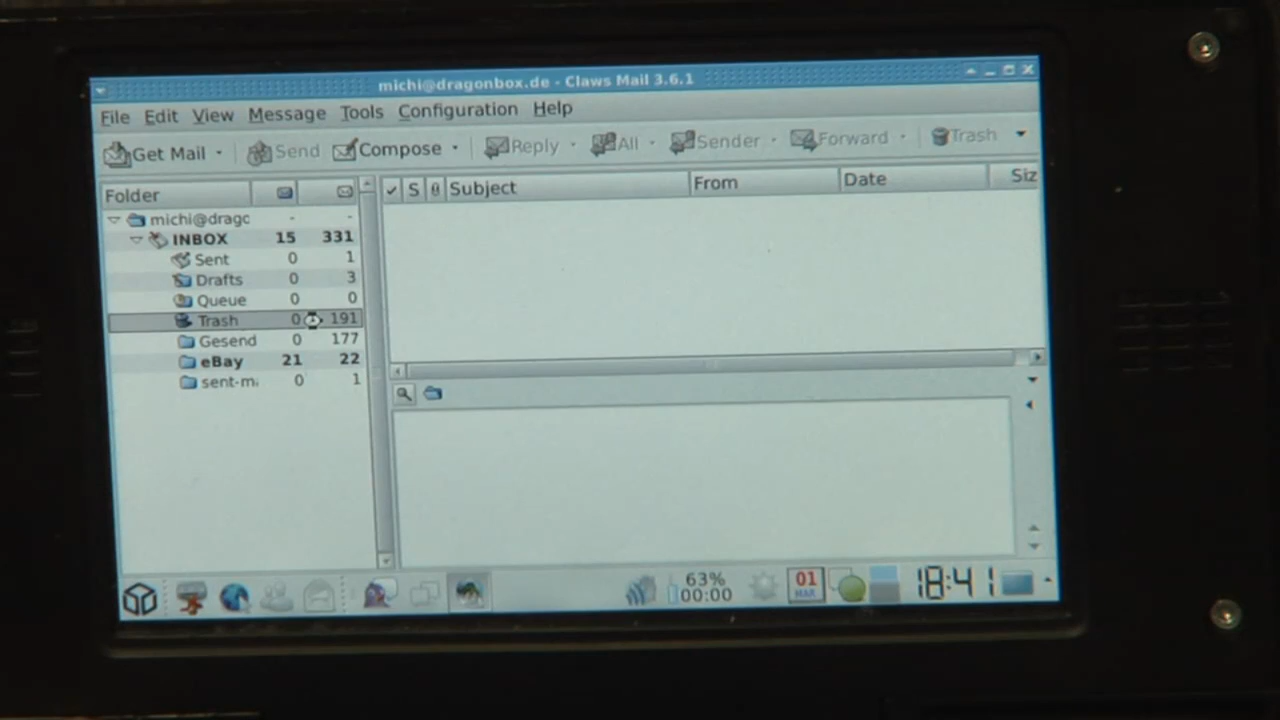 michi@dragonbox.de - Claws Mail 3.6.1
File Edit View Message Tools Configuration Help
Get Mail Send Compose Reply All Sender Forward Trash
Folder
S Subject From Date Siz
michi@dragc - -
INBOX 15 331
Sent 0 1
Drafts 0 3
Queue 0 0
Trash 0 191
Gesend 0 177
eBay 21 22
sent-m 0 1
63%
00:00
01
MAR
18:41